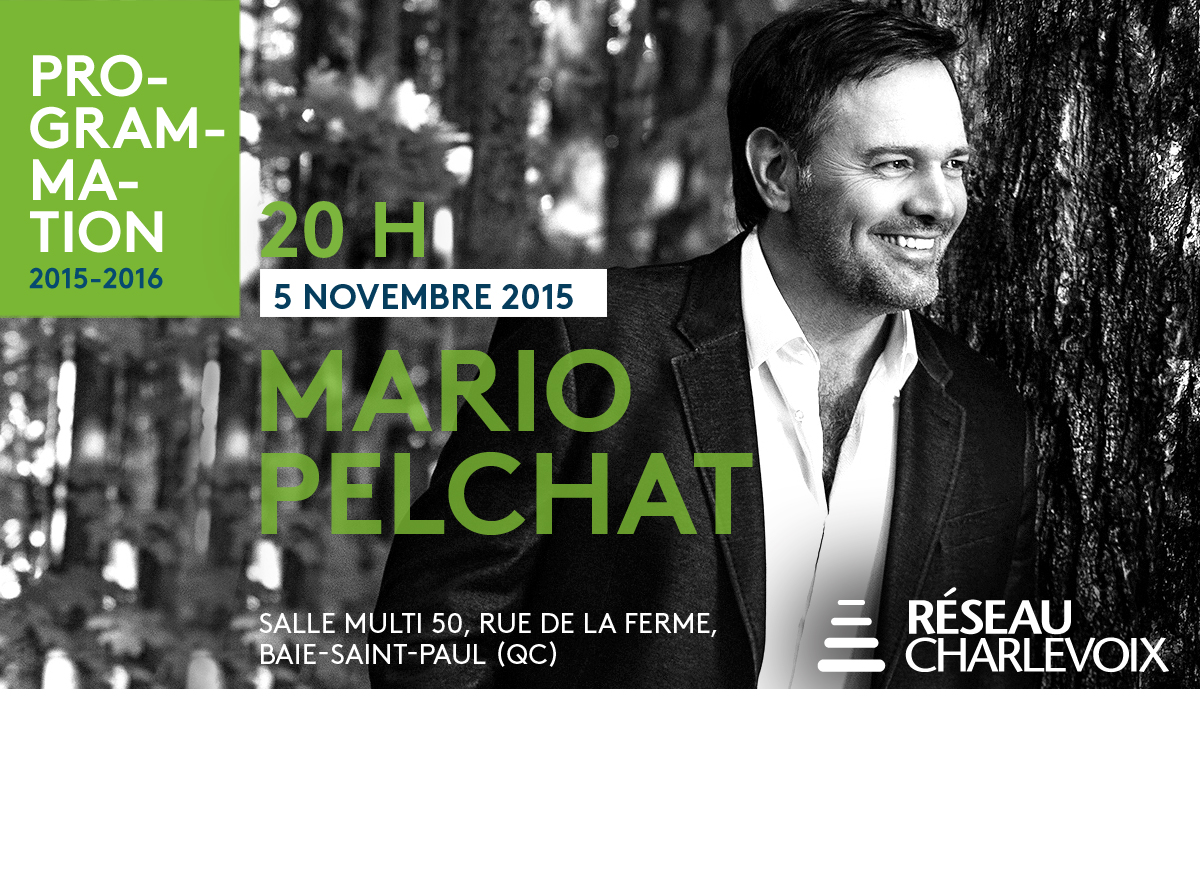 PRO-
GRAM-
MA-
TION
2015-2016
20 H
5 NOVEMBRE 2015
MARIO
PELCHAT
SALLE MULTI 50, RUE DE LA FERME,
BAIE-SAINT-PAUL (QC)
RÉSEAU
CHARLEVOIX